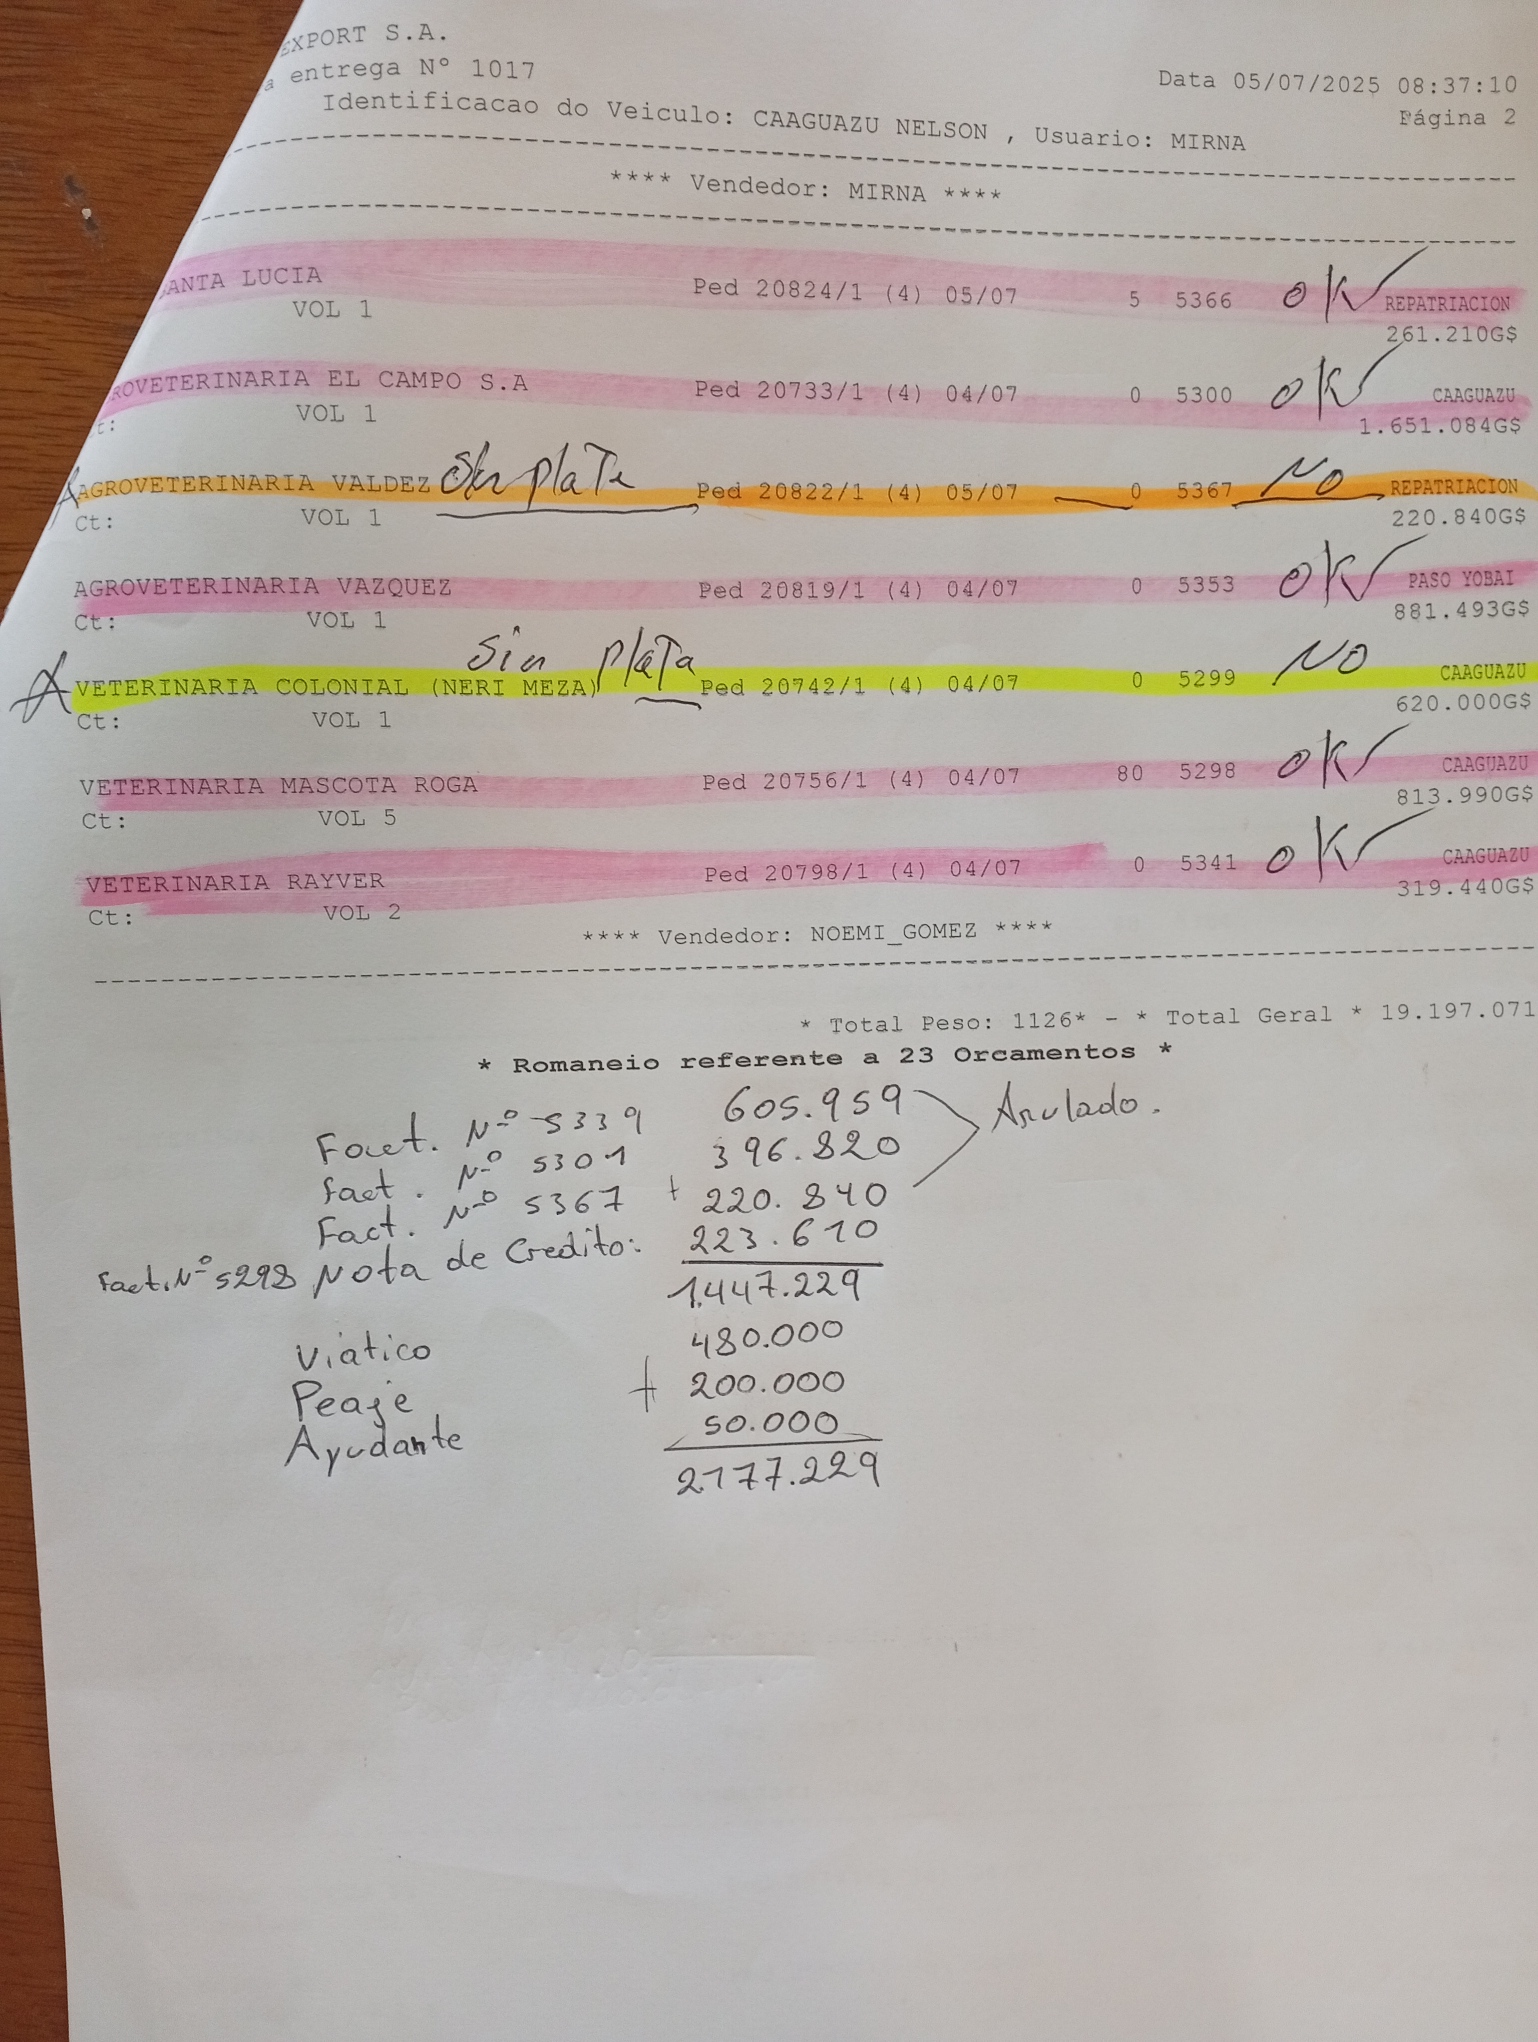 EXPORT S.A.
a entrega N° 1017 Data 05/07/2025 08:37:10
Identificacao do Veiculo: CAAGUAZU NELSON , Usuario: MIRNA Página 2
**** Vendedor: MIRNA ****
ANTA LUCIA Ped 20824/1 (4) 05/07 5 5366 OK REPATRIACION
VOL 1 261.210G$
ROVETERINARIA EL CAMPO S.A Ped 20733/1 (4) 04/07 0 5300 OK CAAGUAZU
t: VOL 1 1.651.084G$
A AGROVETERINARIA VALDEZ Sin plata Ped 20822/1 (4) 05/07 0 5367 NO REPATRIACION
Ct: VOL 1 220.840G$
AGROVETERINARIA VAZQUEZ Ped 20819/1 (4) 04/07 0 5353 OK PASO YOBAI
Ct: VOL 1 881.493G$
A VETERINARIA COLONIAL (NERI MEZA) Sin Plata Ped 20742/1 (4) 04/07 0 5299 NO CAAGUAZU
Ct: VOL 1 620.000G$
VETERINARIA MASCOTA ROGA Ped 20756/1 (4) 04/07 80 5298 OK CAAGUAZU
Ct: VOL 5 813.990G$
VETERINARIA RAYVER Ped 20798/1 (4) 04/07 0 5341 OK CAAGUAZU
Ct: VOL 2 319.440G$
**** Vendedor: NOEMI_GOMEZ ****
* Total Peso: 1126* - * Total Geral * 19.197.071
* Romaneio referente a 23 Orcamentos *
Fact. Nº 5339 605.959 Anulado.
fact. Nº 5301 396.820
Fact. Nº 5367 + 220.840
Fact. Nº 5298 Nota de Credito: 223.610
1.447.229
Viatico 480.000
Peaje + 200.000
Ayudante 50.000
2.177.229